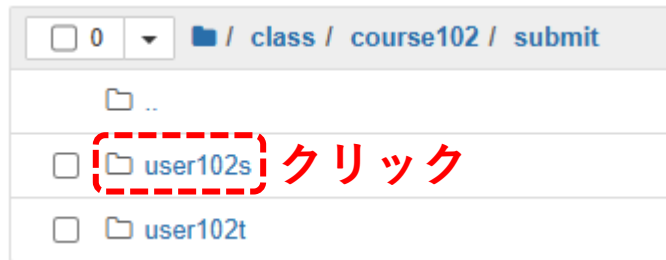 0 / class / course102 / submit
..
user102s クリック
user102t